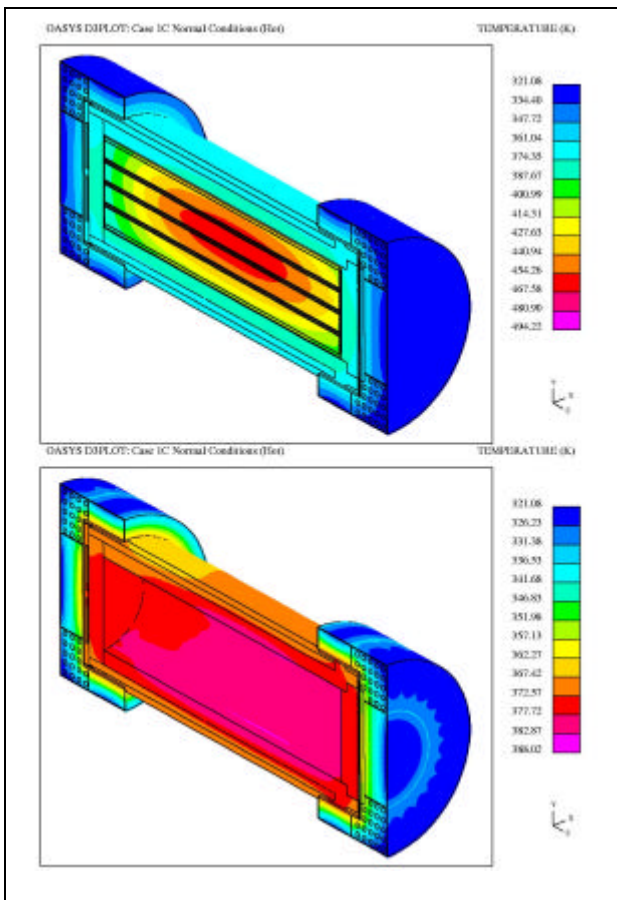 OASYS D3PLOT: Case 1C Normal Conditions (Hot)
TEMPERATURE (K)
321.08
334.40
347.72
361.04
374.35
387.67
400.99
414.31
427.63
440.94
454.26
467.58
480.90
494.22
Y
X
Z
OASYS D3PLOT: Case 1C Normal Conditions (Hot)
TEMPERATURE (K)
321.08
326.23
331.38
336.53
341.68
346.83
351.98
357.13
362.27
367.42
372.57
377.72
382.87
388.02
Y
X
Z